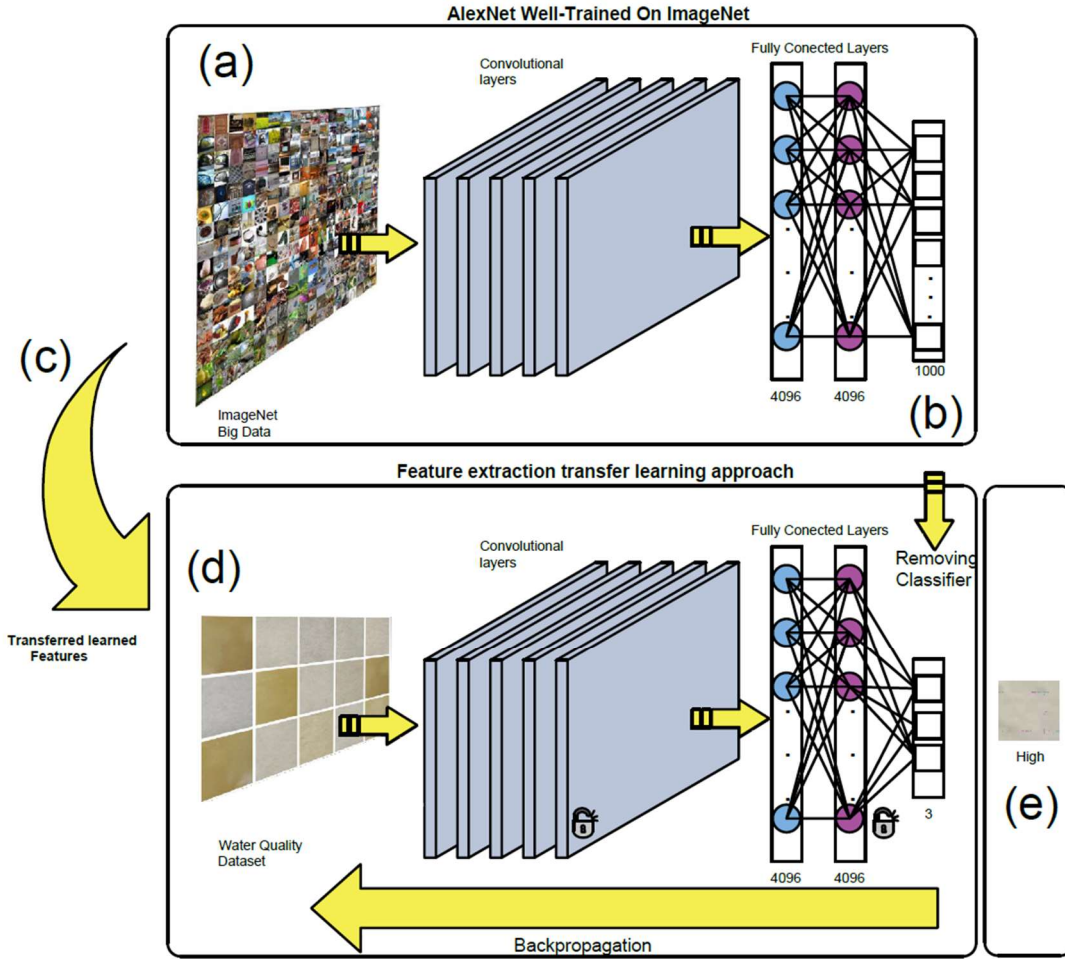 AlexNet Well-Trained On ImageNet
(a)
Convolutional
layers
Fully Conected Layers
ImageNet
Big Data
4096
4096
1000
(b)
(c)
Transferred learned
Features
Feature extraction transfer learning approach
(d)
Convolutional
layers
Fully Conected Layers
Removing
Classifier
Water Quality
Dataset
4096
4096
3
Backpropagation
High
(e)